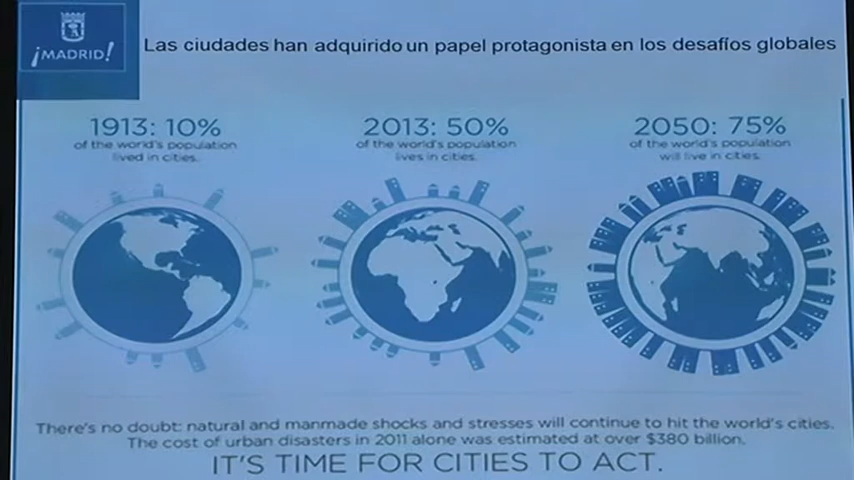 ¡MADRID!
Las ciudades han adquirido un papel protagonista en los desafíos globales
1913: 10%
of the world's population
lived in cities.
2013: 50%
of the world's population
lives in cities.
2050: 75%
of the world's population
will live in cities.
There's no doubt: natural and manmade shocks and stresses will continue to hit the world's cities.
The cost of urban disasters in 2011 alone was estimated at over $380 billion.
IT'S TIME FOR CITIES TO ACT.